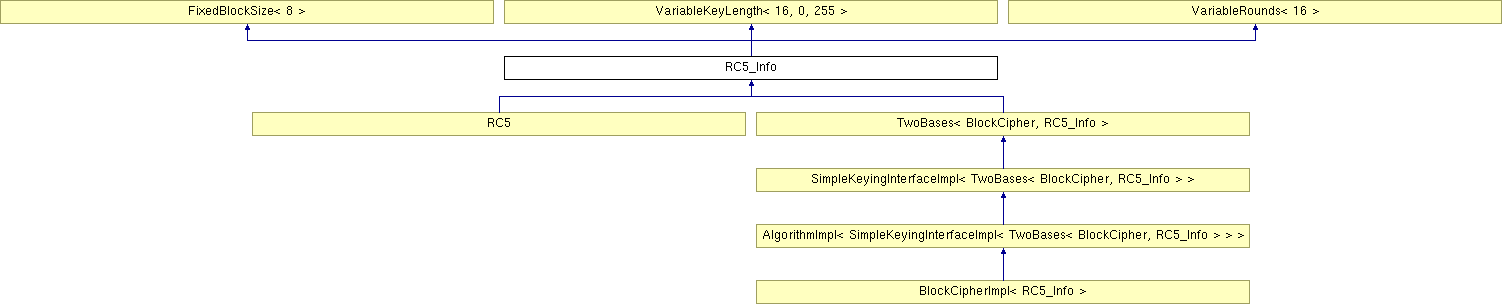 FixedBlockSize< 8 >
VariableKeyLength< 16, 0, 255 >
VariableRounds< 16 >
RC5_Info
RC5
TwoBases< BlockCipher, RC5_Info >
SimpleKeyingInterfaceImpl< TwoBases< BlockCipher, RC5_Info > >
AlgorithmImpl< SimpleKeyingInterfaceImpl< TwoBases< BlockCipher, RC5_Info > > >
BlockCipherImpl< RC5_Info >